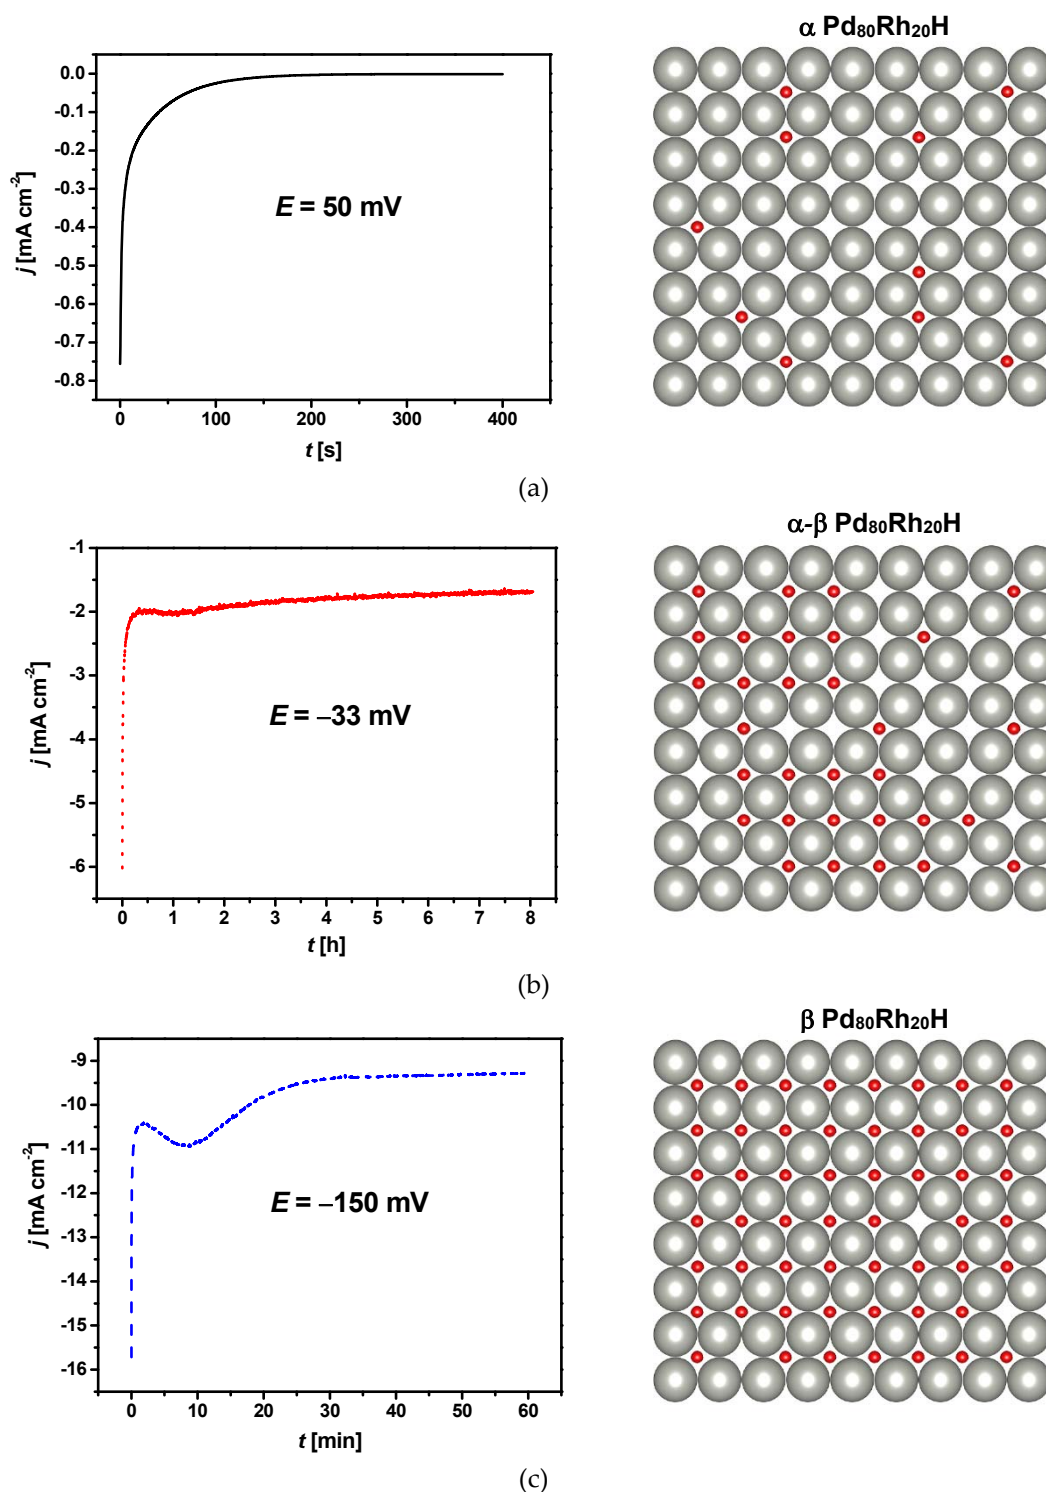 α Pd₈₀Rh₂₀H
0.0
-0.1
-0.2
-0.3
-0.4
-0.5
-0.6
-0.7
-0.8
j [mA cm⁻²]
E = 50 mV
0 100 200 300 400
t [s]
(a)
α-β Pd₈₀Rh₂₀H
-1
-2
-3
-4
-5
-6
j [mA cm⁻²]
E = –33 mV
0 1 2 3 4 5 6 7 8
t [h]
(b)
β Pd₈₀Rh₂₀H
-9
-10
-11
-12
-13
-14
-15
-16
j [mA cm⁻²]
E = –150 mV
0 10 20 30 40 50 60
t [min]
(c)